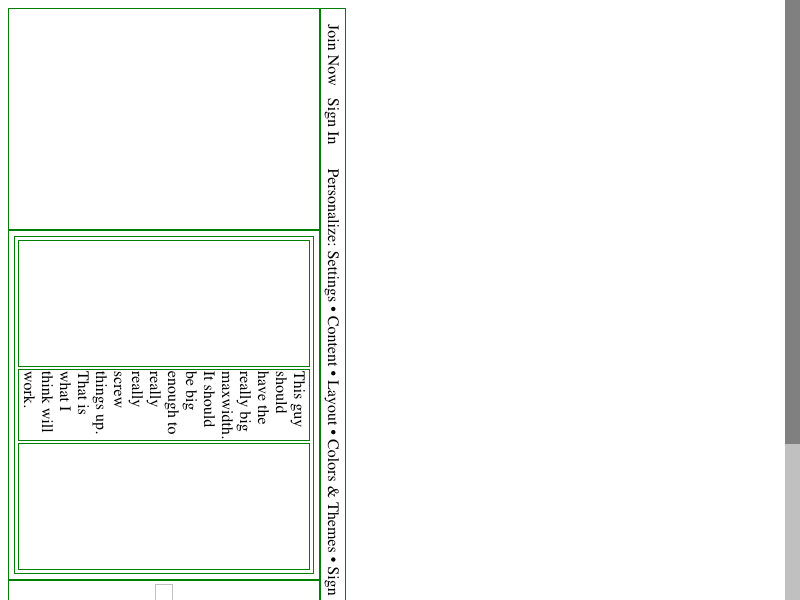 Join Now Sign In Personalize: Settings • Content • Layout • Colors & Themes • Sign
This guy
should
have the
really big
maxwidth.
It should
be big
enough to
really
really
screw
things up.
That is
what I
think will
work.